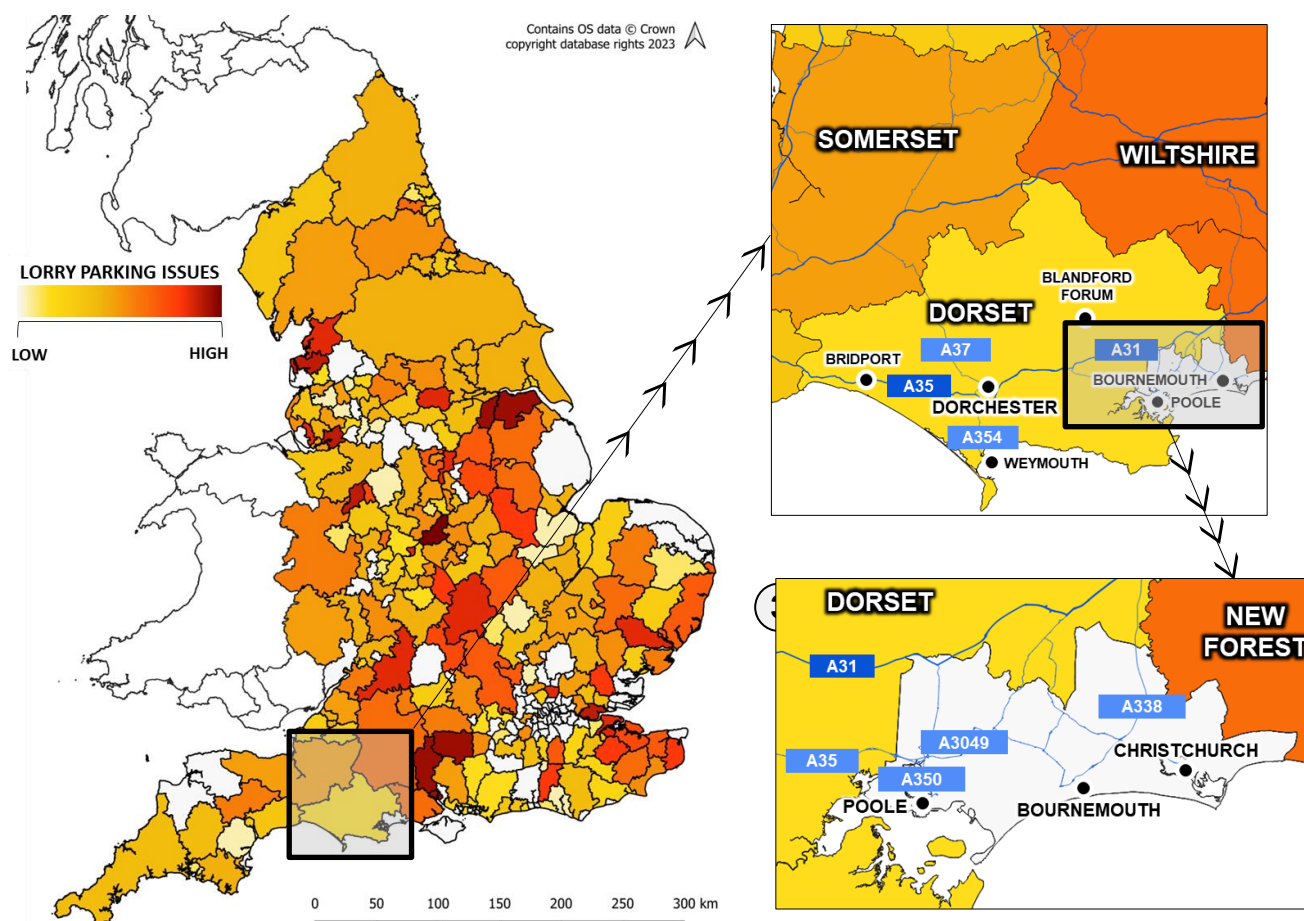 Contains OS data © Crown
copyright database rights 2023
LORRY PARKING ISSUES
LOW
HIGH
0 50 100 150 200 250 300 km
SOMERSET
WILTSHIRE
BLANDFORD
FORUM
DORSET
A37
A31
BRIDPORT
A35
BOURNEMOUTH
POOLE
DORCHESTER
A354
WEYMOUTH
DORSET
NEW
FOREST
A31
A338
A3049
CHRISTCHURCH
A35
A350
POOLE
BOURNEMOUTH